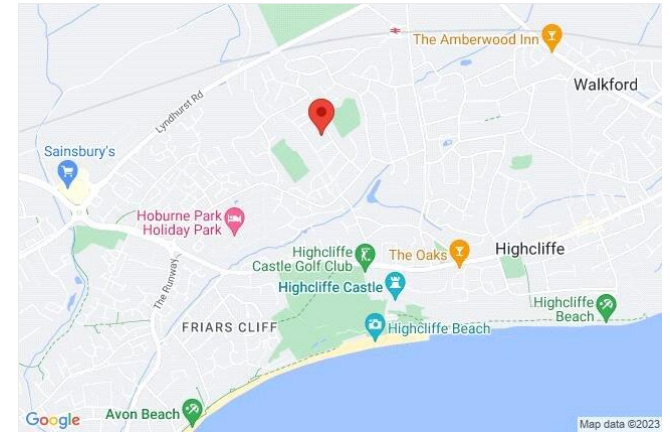 The Amberwood Inn
Walkford
Lyndhurst Rd
Sainsbury's
Hoburne Park
Holiday Park
Highcliffe
Castle Golf Club
The Oaks
Highcliffe
The Runway
Highcliffe Castle
Highcliffe
Beach
FRIARS CLIFF
Highcliffe Beach
Avon Beach
Google
Map data ©2023